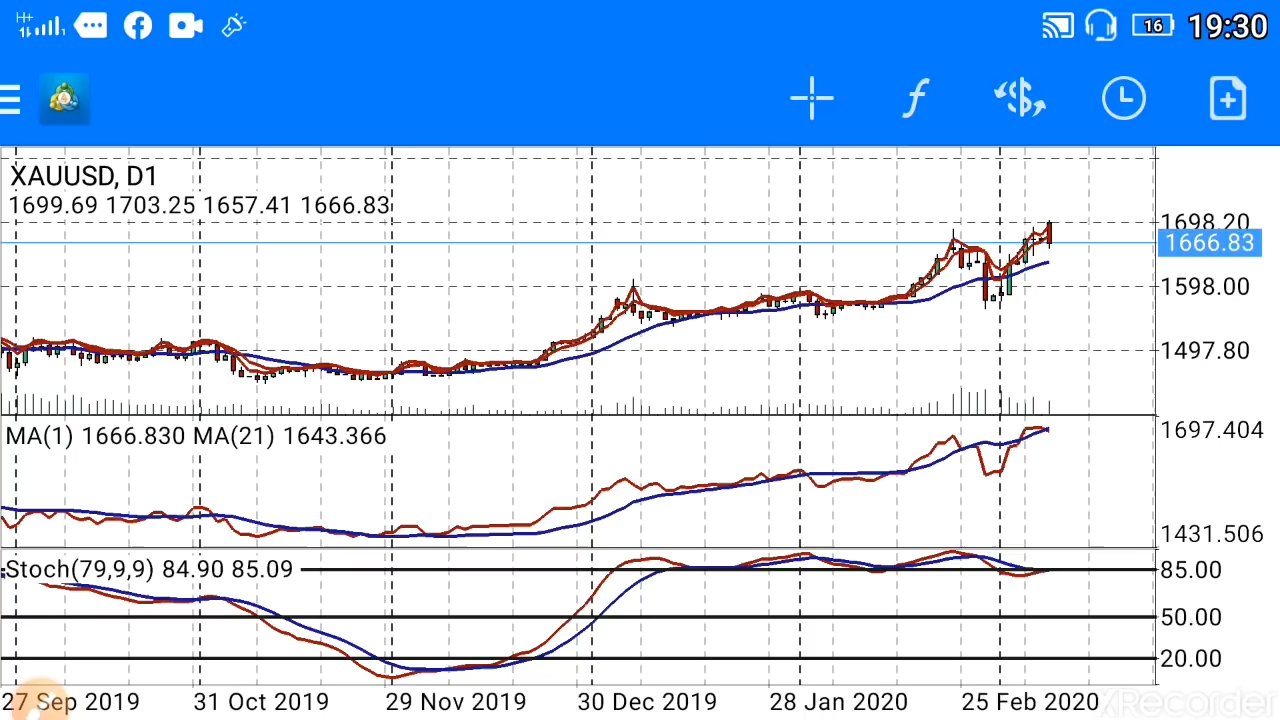 H+ 16 19:30
XAUUSD, D1
1699.69 1703.25 1657.41 1666.83
1698.20
1666.83
1598.00
1497.80
MA(1) 1666.830 MA(21) 1643.366
1697.404
1431.506
Stoch(79,9,9) 84.90 85.09
85.00
50.00
20.00
27 Sep 2019 31 Oct 2019 29 Nov 2019 30 Dec 2019 28 Jan 2020 25 Feb 2020
XRecorder